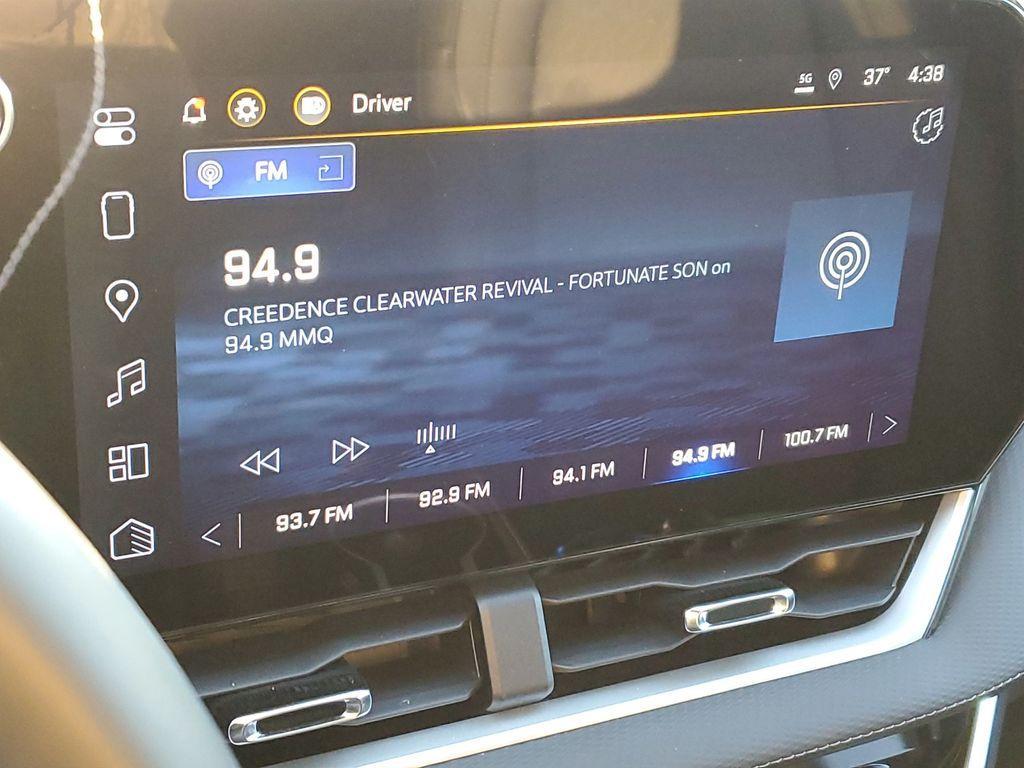 Driver
5G 37° 4:38
FM
94.9
CREEDENCE CLEARWATER REVIVAL - FORTUNATE SON on
94.9 MMQ
93.7 FM 92.9 FM 94.1 FM 94.9 FM 100.7 FM